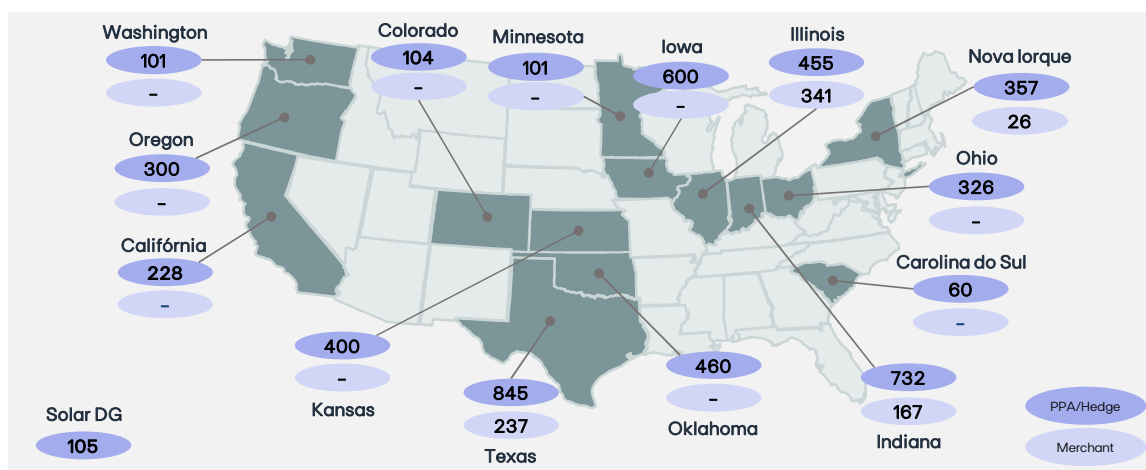 Washington
101
-
Colorado
104
-
Minnesota
101
-
Iowa
600
-
Illinois
455
341
Nova Iorque
357
26
Oregon
300
-
Ohio
326
-
Califórnia
228
-
Carolina do Sul
60
-
400
-
Kansas
845
237
Texas
460
-
Oklahoma
732
167
Indiana
Solar DG
105
PPA/Hedge
Merchant